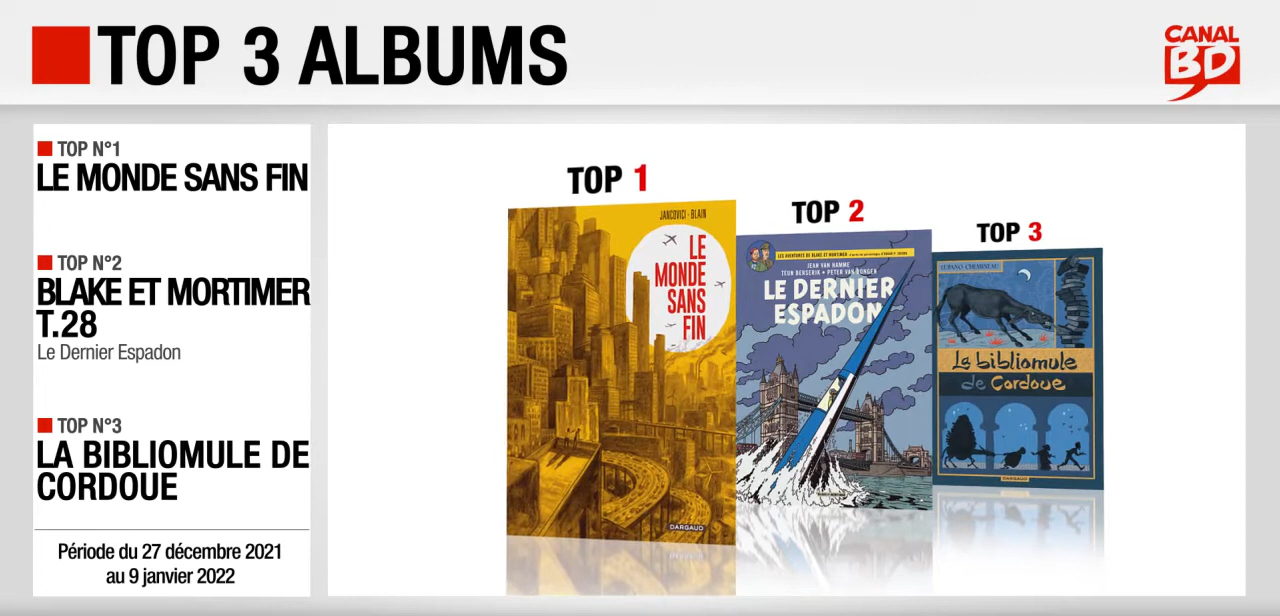 TOP 3 ALBUMS
CANAL
BD
TOP N°1
LE MONDE SANS FIN
TOP N°2
BLAKE ET MORTIMER
T.28
Le Dernier Espadon
TOP N°3
LA BIBLIOMULE DE
CORDOUE
Période du 27 décembre 2021
au 9 janvier 2022
TOP 1
JANCOVICI · BLAIN
LE
MONDE
SANS
FIN
DARGAUD
TOP 2
LES AVENTURES DE BLAKE ET MORTIMER
JEAN VAN HAMME
TEUN BERSERIK • PETER VAN DONGEN
LE DERNIER
ESPADON
TOP 3
LUPANO CHEMINEAU
La bibliomule
de Cordoue
DARGAUD